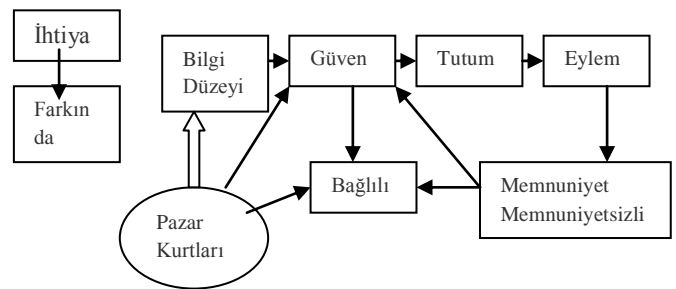 İhtiya
Farkın
da
Bilgi
Düzeyi
Güven
Tutum
Eylem
Bağlılı
Memnuniyet
Memnuniyetsizli
Pazar
Kurtları